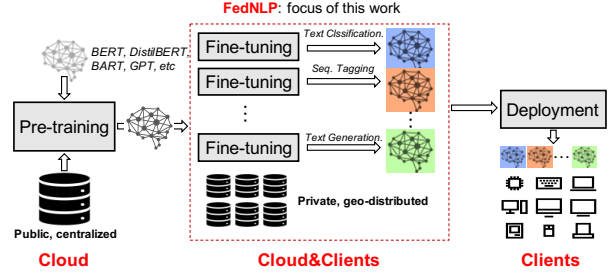 FedNLP: focus of this work
BERT, DistilBERT,
BART, GPT, etc
Pre-training
Public, centralized
Cloud
Fine-tuning
Text Clssification.
Fine-tuning
Seq. Tagging
Fine-tuning
Text Generation.
Private, geo-distributed
Cloud&Clients
Deployment
Clients